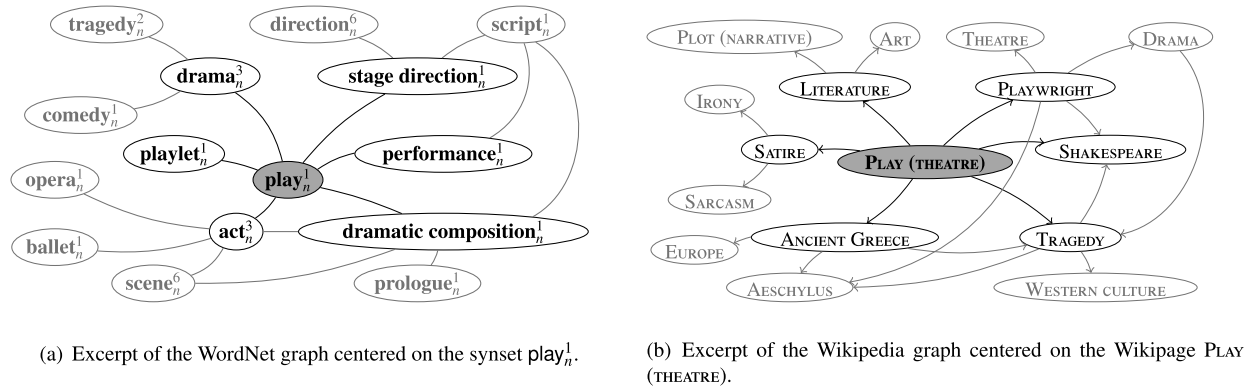 tragedy²ₙ
direction⁶ₙ
script¹ₙ
drama³ₙ
stage direction¹ₙ
comedy¹ₙ
playlet¹ₙ
performance¹ₙ
opera¹ₙ
play¹ₙ
act³ₙ
dramatic composition¹ₙ
ballet¹ₙ
scene⁶ₙ
prologue¹ₙ
(a) Excerpt of the WordNet graph centered on the synset play¹ₙ.
PLOT (NARRATIVE)
ART
THEATRE
DRAMA
LITERATURE
PLAYWRIGHT
IRONY
SATIRE
PLAY (THEATRE)
SHAKESPEARE
SARCASM
ANCIENT GREECE
TRAGEDY
EUROPE
AESCHYLUS
WESTERN CULTURE
(b) Excerpt of the Wikipedia graph centered on the Wikipage PLAY
(THEATRE).